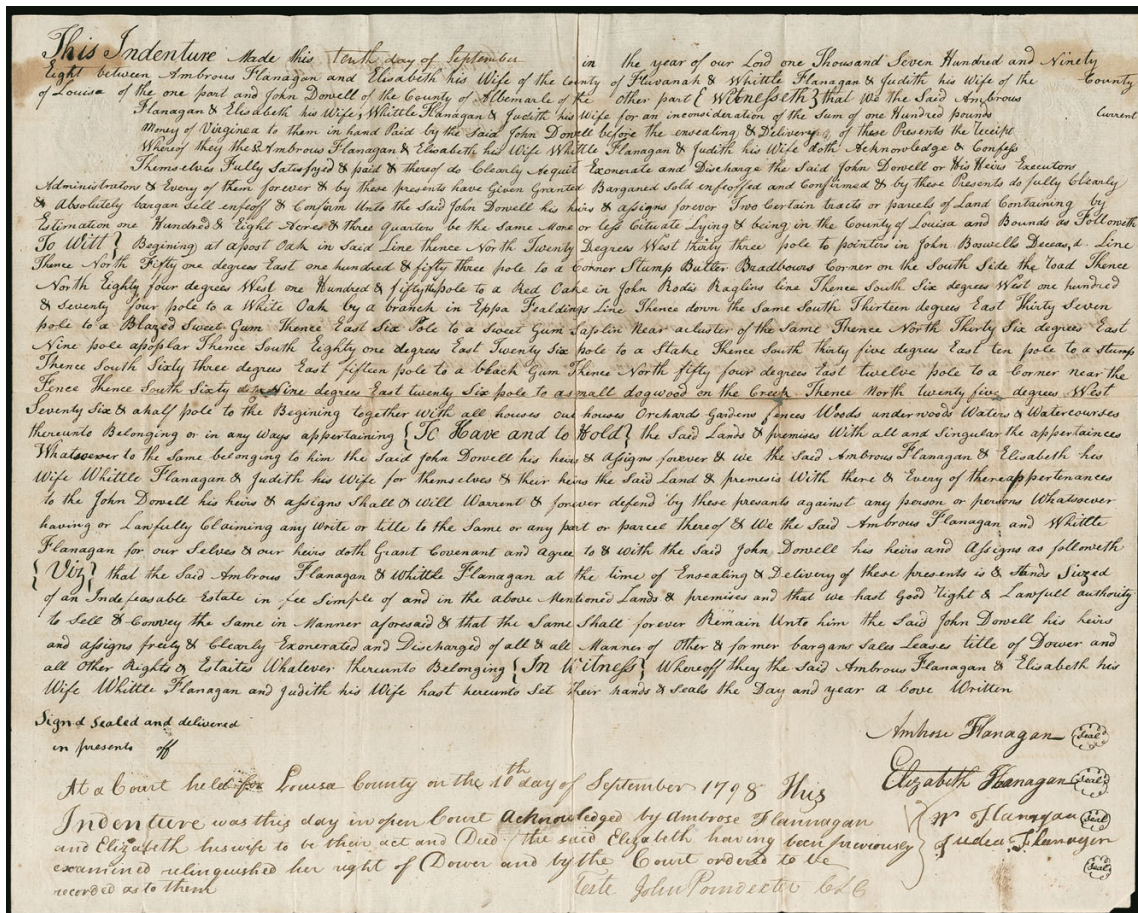 This Indenture Made this tenth day of September in the year of our Lord one Thousand Seven Hundred and Ninety
Eight between Ambrous Flanagan and Elisabeth his Wife of the County of Fluvanah & Whittle Flanagan & Judith his Wife of the County
of Louisa of the one part and John Dowell of the County of Albemarle of the other part { Witnesseth } that We the Said Ambrous
Flanagan & Elisabeth his Wife, Whittle Flanagan & Judith his Wife for an inconsideration of the Sum of one Hundred pounds Current
Money of Virginea to them in hand Paid by the Said John Dowell before the ensealing & Delivery of these Presents the receipt
Whereof they the Sd Ambrous Flanagan & Elisabeth his Wife Whittle Flanagan & Judith his Wife doth Acknowledge & Confess
Themselves Fully Satisfyed & paid & thereof do Clearly Aequit Exonerate and Discharge the Said John Dowell or His Heirs Executors
Administrators & Every of them forever & by these presents have Given Granted Barganed Sold enfeoffed and Confirmed & by these Presents do fully Clearly
& Absolutely bargan sell enfeoff & Confirm Unto the Said John Dowell his heirs & assigns forever Two Certain tracts or parcels of Land Containing by
Estimation one Hundred & Eight Acres & three Quarters be the Same More or less Cituate Lying & being in the County of Louisa and Bounds as Followeth
To Witt } Begining at a post Oak in Said Line thence North Twenty Degrees West thirty three pole to pointers in John Boswells Deceas,d. Line
Thence North Fifty one degrees East one hundred & fifty three pole to a Corner Stump Butler Bradbours Corner on the South Side the road Thence
North Eighty four degrees West one Hundred & fifty pole to a Red Oake in John Rodis Raglins line Thence South Six degrees West one hundred
& seventy four pole to a White Oak by a branch in Eppa Fealdings Line Thence down the Same South Thirteen degrees East Thirty Seven
pole to a Blazed Sweet Gum Thence East Six Pole to a sweet Gum Saplin Near acluster of the Same Thence North Thirty Six degrees East
Nine pole apoplar Thence South Eighty one degrees East Twenty Six pole to a Stake Thence South thirty five degrees East ten pole to a stump
Thence South Sixty three degrees East fifteen pole to a black Gum Thence North fifty four degrees East twelve pole to a Corner near the
Fence Thence South Sixty Nine degrees East twenty Six pole to a small dogwood on the Creek Thence North twenty five degrees West
Seventy Six & a half pole to the Begining together With all houses out houses Orchards Gardens fences Woods underwoods Waters & Watercourses
thereunto Belonging or in any Ways appertaining { To Have and to Hold } the Said Lands & premises With all and Singular the appertainces
Whatsoever to the Same belonging to him the Said John Dowell his heirs & Assigns forever & we the Said Ambrous Flanagan & Elisabeth his
Wife Whittle Flanagan & Judith his Wife for themselves & their heirs the Said Land & premesis With there & Every of there appertenances
to the John Dowell his heirs & assigns Shall & Will Warrent & forever defend by these presants against any person or persons Whatsoever
having or Lawfully Claiming any Write or title to the Same or any part or parcel thereof & We the Said Ambrous Flanagan and Whittle
Flanagan for our Selves & our heirs doth Grant Covenant and Agree to & with the Said John Dowell his heirs and Assigns as followeth
{ Viz } that the Said Ambrous Flanagan & Whittle Flanagan at the time of Ensealing & Delivery of these presents is & Stands Siezed
of an Indefeasable Estate in fee Simple of and in the above Mentioned Lands & premises and that we hast Good right & Lawfull authority
to sell & Convey the Same in Manner aforesaid & that the Same Shall forever Remain Unto him the Said John Dowell his heirs
and assigns freely & Clearly Exonerated and Discharged of all & all Manner of Other & former bargans Sales Leases title of Dower and
all Other Rights & Estaites Whatever thereunto Belonging { In Witness } Whereoff they the Said Ambrous Flanagan & Elisabeth his
Wife Whittle Flanagan and Judith his Wife hast hereunto Set their hands & Seals the Day and year A bove Written
Signd Sealed and delivered
in presents off
Ambrose Flanagan Seal
Elizabeth Flanagan Seal
W Flanagan Seal
Judea Flanagan
Seal
At a Court held for Louisa County on the 10th day of September 1798 This
Indenture was this day in open Court Acknowledged by Ambrose Flannagan
and Elizabeth his wife to be their act and Deed the said Elizabeth having been previously
examined relinquished her right of Dower and by the Court ordered to be
recorded as to them
Teste John Poindexter CLC